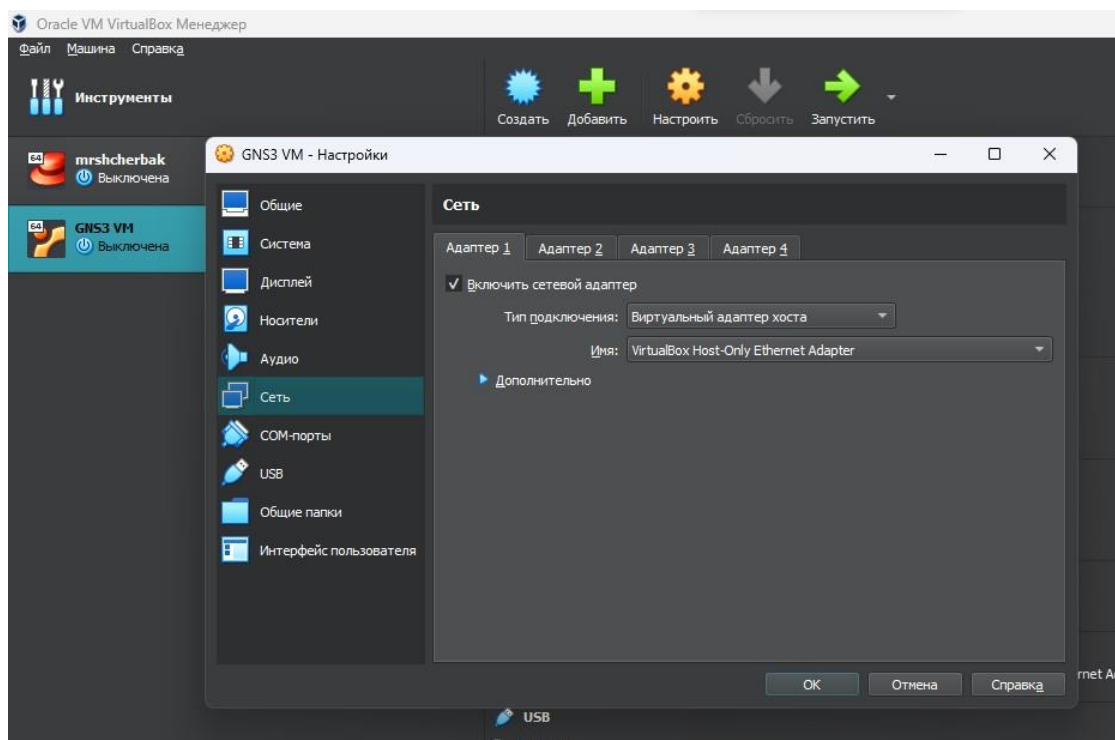 Oracle VM VirtualBox Менеджер
Файл Машина Справка
Инструменты
Создать Добавить Настроить Сбросить Запустить
64 mrshcherbak
Выключена
64 GNS3 VM
Выключена
GNS3 VM - Настройки
Общие
Система
Дисплей
Носители
Аудио
Сеть
COM-порты
USB
Общие папки
Интерфейс пользователя
Сеть
Адаптер 1 Адаптер 2 Адаптер 3 Адаптер 4
Включить сетевой адаптер
Тип подключения: Виртуальный адаптер хоста
Имя: VirtualBox Host-Only Ethernet Adapter
Дополнительно
OK Отмена Справка
rnet A
USB